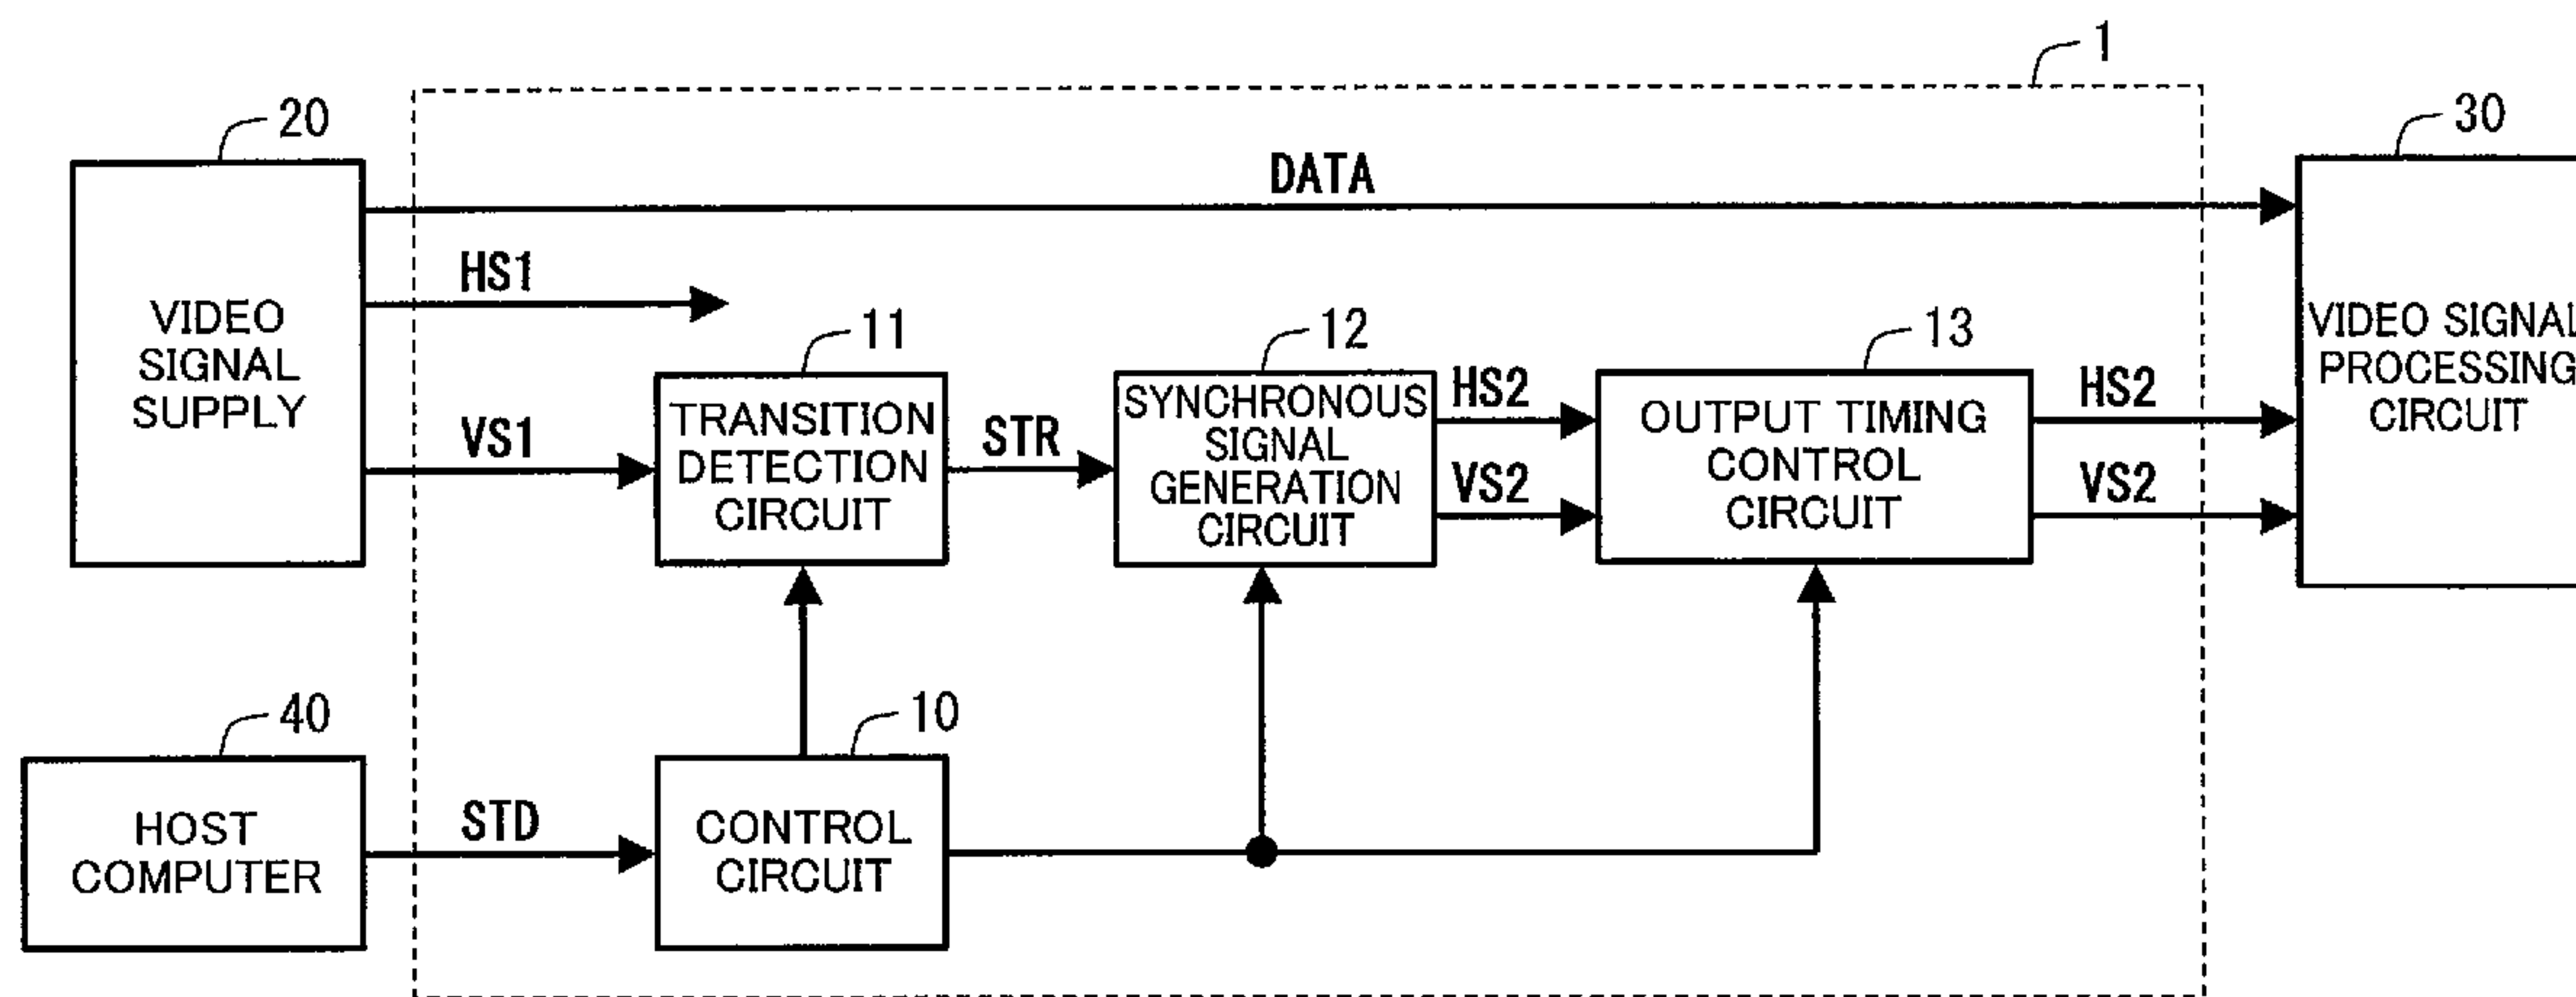 1
20
30
DATA
HS1
VIDEO
SIGNAL
SUPPLY
11
12
13
VIDEO SIGNAL
PROCESSING
CIRCUIT
VS1
TRANSITION
DETECTION
CIRCUIT
STR
SYNCHRONOUS
SIGNAL
GENERATION
CIRCUIT
HS2
VS2
OUTPUT TIMING
CONTROL
CIRCUIT
HS2
VS2
40
10
HOST
COMPUTER
STD
CONTROL
CIRCUIT